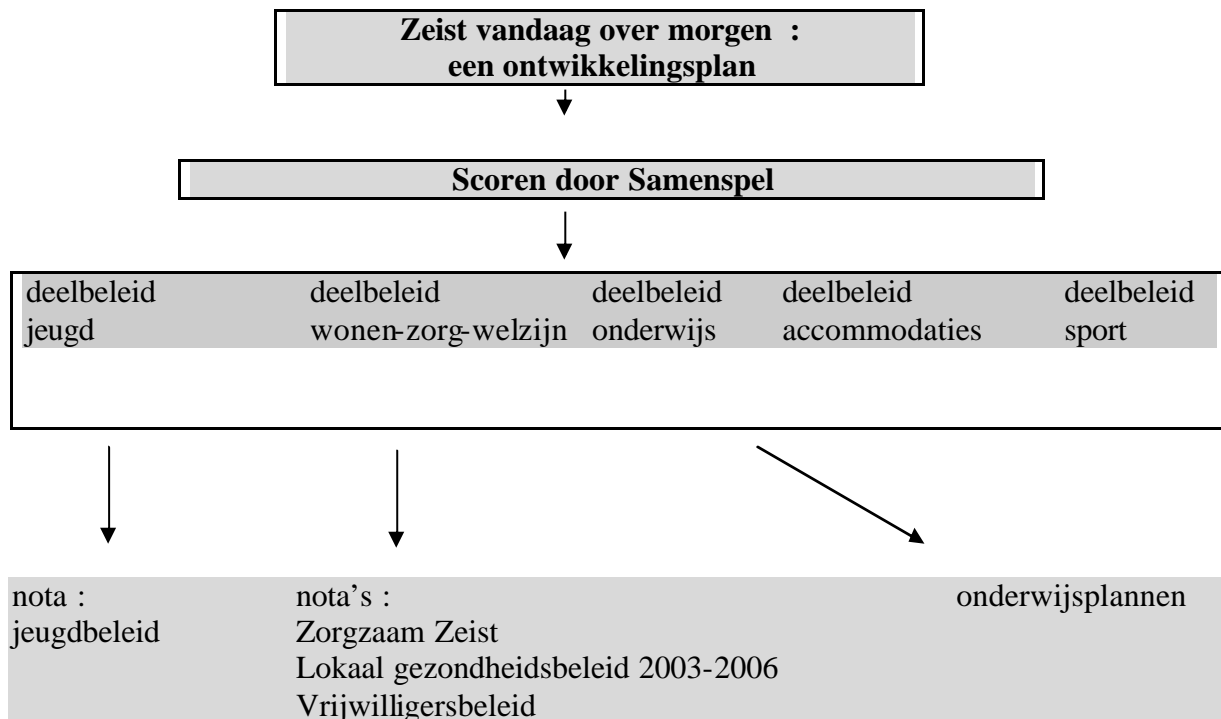 Zeist vandaag over morgen :
een ontwikkelingsplan
Scoren door Samenspel
deelbeleid deelbeleid deelbeleid deelbeleid deelbeleid
jeugd wonen-zorg-welzijn onderwijs accommodaties sport
nota : nota's : onderwijsplannen
jeugdbeleid Zorgzaam Zeist
Lokaal gezondheidsbeleid 2003-2006
Vrijwilligersbeleid